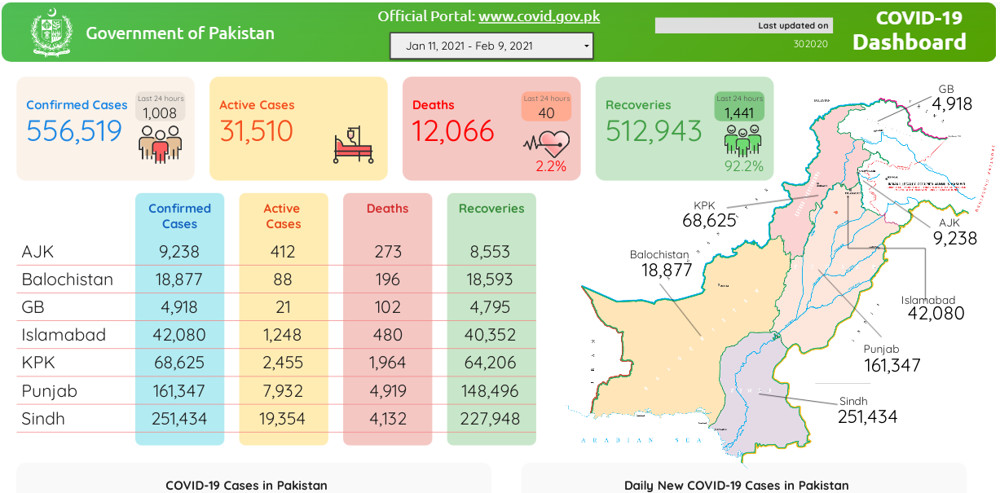 Government of Pakistan
Official Portal: www.covid.gov.pk
Jan 11, 2021 - Feb 9, 2021
Last updated on
302020
COVID-19
Dashboard
Confirmed Cases
556,519
Last 24 hours
1,008
Active Cases
31,510
Deaths
12,066
Last 24 hours
40
2.2%
Recoveries
512,943
Last 24 hours
1,441
92.2%
Confirmed Cases Active Cases Deaths Recoveries
AJK 9,238 412 273 8,553
Balochistan 18,877 88 196 18,593
GB 4,918 21 102 4,795
Islamabad 42,080 1,248 480 40,352
KPK 68,625 2,455 1,964 64,206
Punjab 161,347 7,932 4,919 148,496
Sindh 251,434 19,354 4,132 227,948
GB
4,918
KPK
68,625
AJK
9,238
Balochistan
18,877
Islamabad
42,080
Punjab
161,347
Sindh
251,434
INDIAN ILLEGALLY OCCUPIED JAMMU & KASHMIR
IRAN
ARABIAN SEA
COVID-19 Cases in Pakistan
Daily New COVID-19 Cases in Pakistan